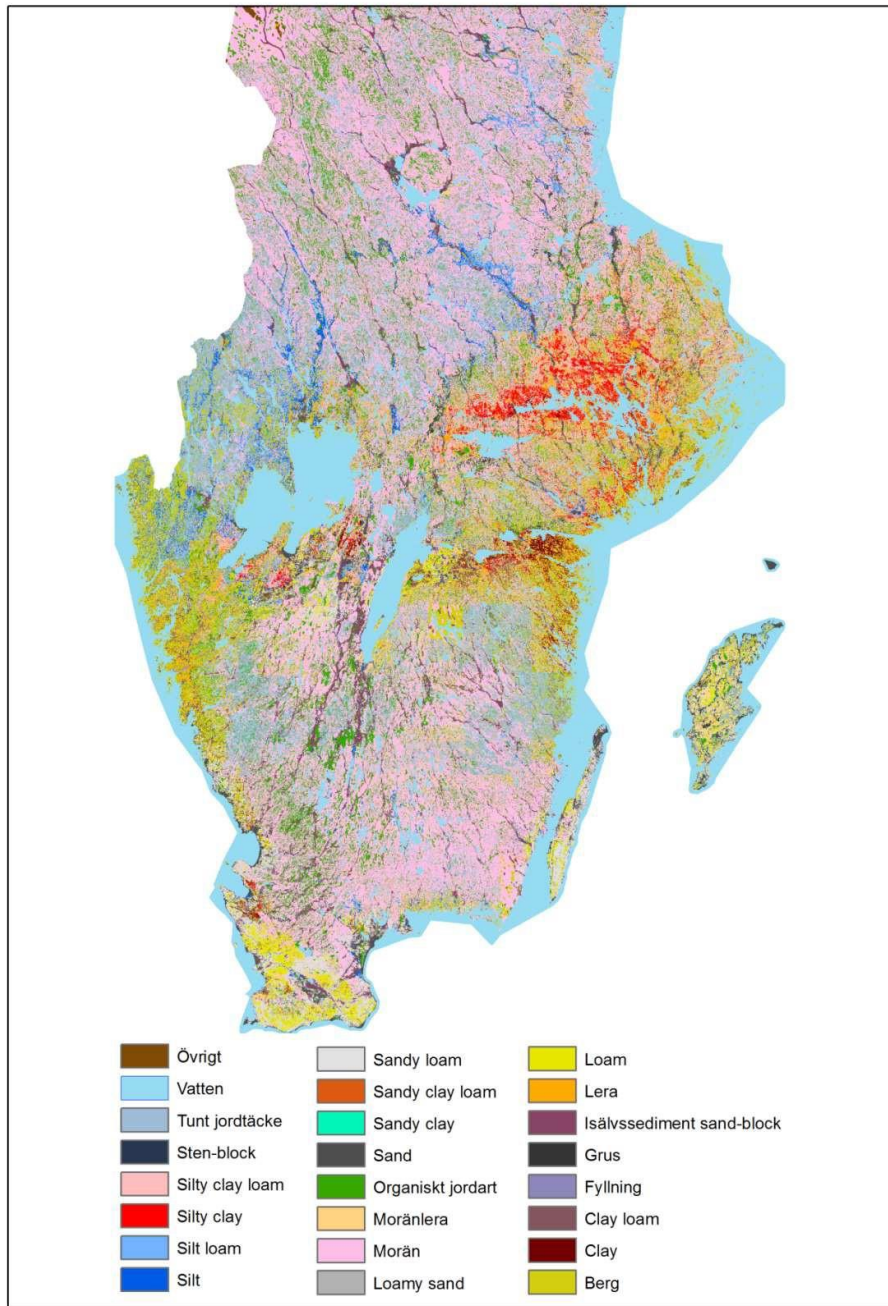 Övrigt
Vatten
Tunt jordtäcke
Sten-block
Silty clay loam
Silty clay
Silt loam
Silt
Sandy loam
Sandy clay loam
Sandy clay
Sand
Organiskt jordart
Moränlera
Morän
Loamy sand
Loam
Lera
Isälvssediment sand-block
Grus
Fyllning
Clay loam
Clay
Berg